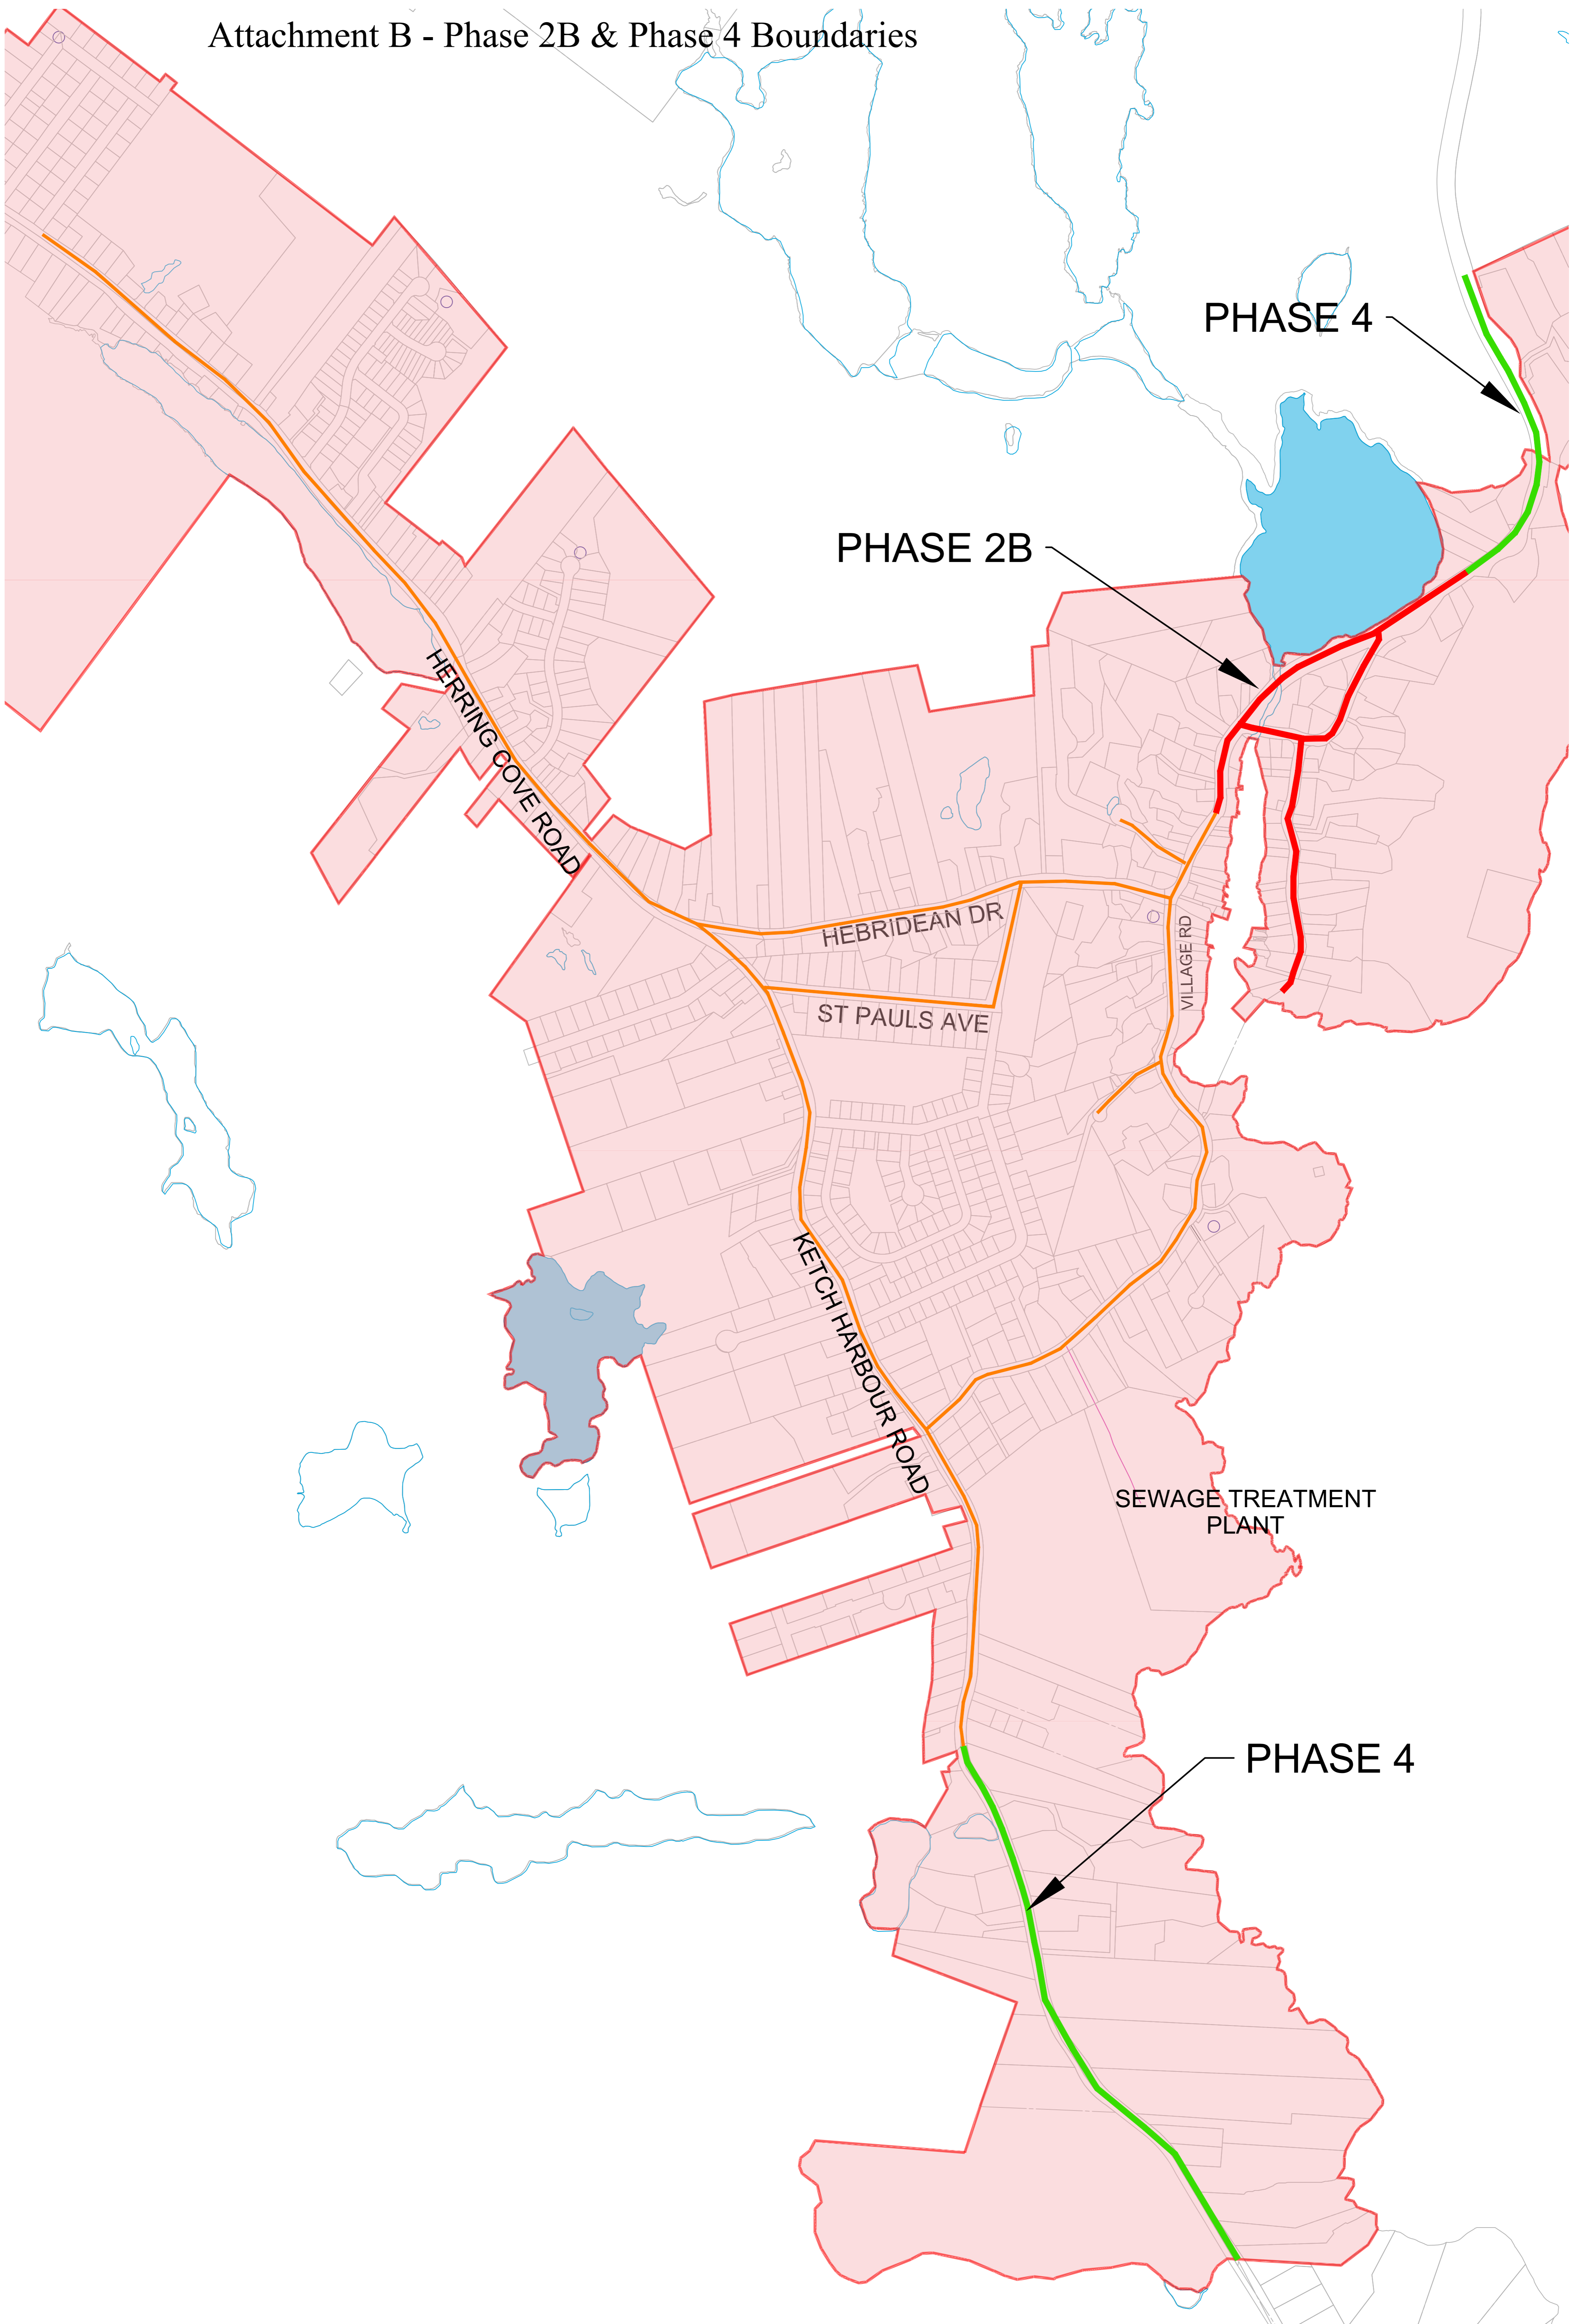 Attachment B - Phase 2B & Phase 4 Boundaries
PHASE 4
PHASE 2B
HERRING COVE ROAD
HEBRIDEAN DR
VILLAGE RD
ST PAULS AVE
KETCH HARBOUR ROAD
SEWAGE TREATMENT
PLANT
PHASE 4